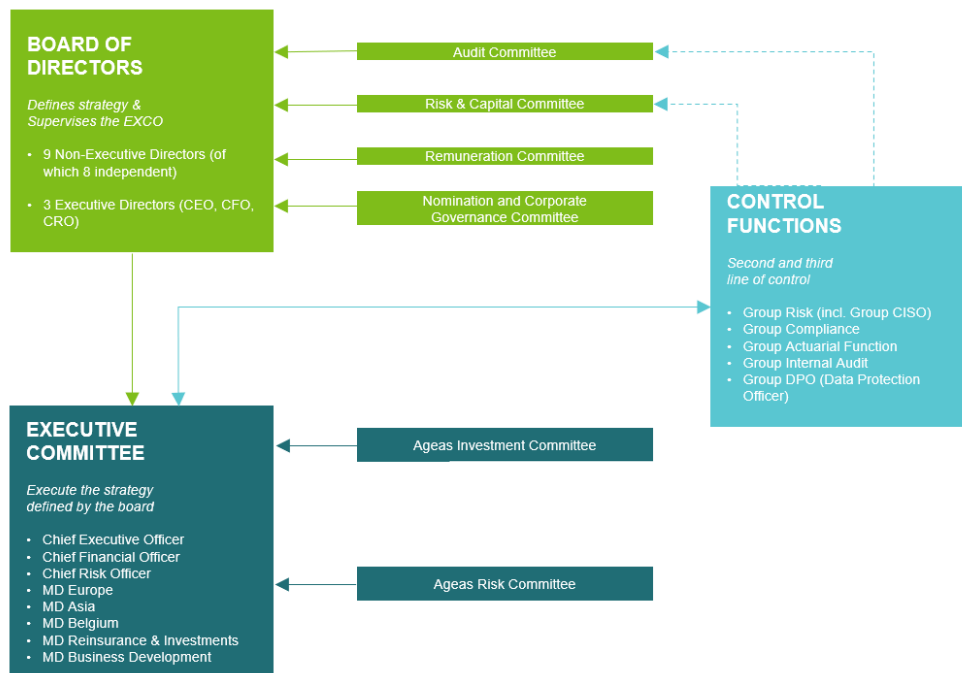 BOARD OF
DIRECTORS
Defines strategy &
Supervises the EXCO
• 9 Non-Executive Directors (of
which 8 independent)
• 3 Executive Directors (CEO, CFO,
CRO)
Audit Committee
Risk & Capital Committee
Remuneration Committee
Nomination and Corporate
Governance Committee
CONTROL
FUNCTIONS
Second and third
line of control
• Group Risk (incl. Group CISO)
• Group Compliance
• Group Actuarial Function
• Group Internal Audit
• Group DPO (Data Protection
Officer)
EXECUTIVE
COMMITTEE
Execute the strategy
defined by the board
• Chief Executive Officer
• Chief Financial Officer
• Chief Risk Officer
• MD Europe
• MD Asia
• MD Belgium
• MD Reinsurance & Investments
• MD Business Development
Ageas Investment Committee
Ageas Risk Committee